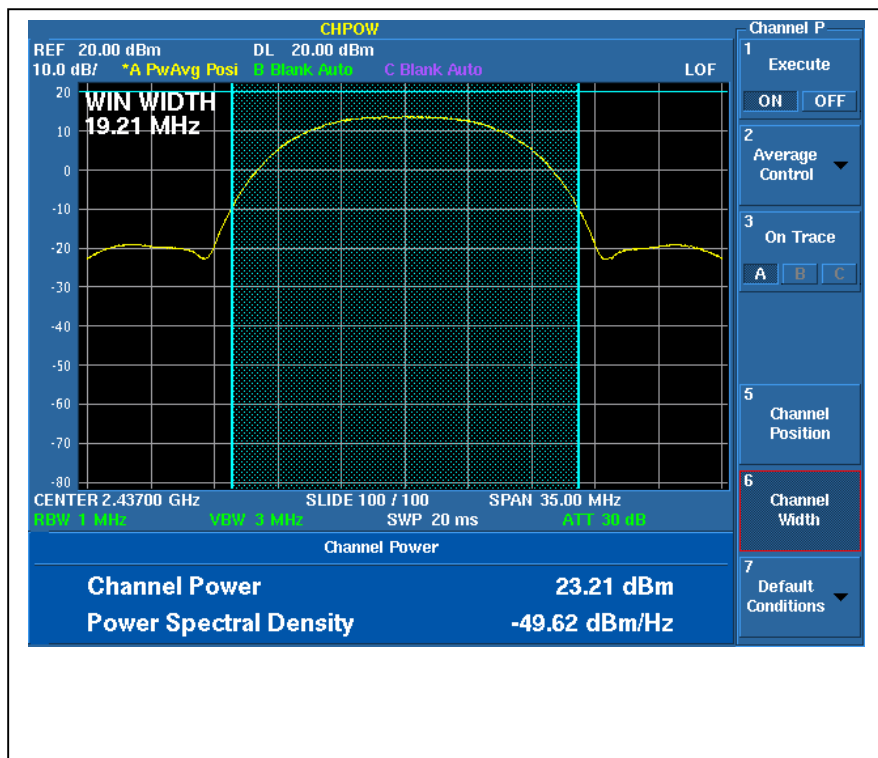 CHPOW
REF 20.00 dBm DL 20.00 dBm
10.0 dB/ *A PwAvg Posi B Blank Auto C Blank Auto LOF
WIN WIDTH
19.21 MHz
20
10
0
-10
-20
-30
-40
-50
-60
-70
-80
CENTER 2.43700 GHz SLIDE 100 / 100 SPAN 35.00 MHz
RBW 1 MHz VBW 3 MHz SWP 20 ms ATT 30 dB
Channel Power
Channel Power 23.21 dBm
Power Spectral Density -49.62 dBm/Hz
Channel P
1
Execute
ON OFF
2
Average
Control
3
On Trace
A B C
5
Channel
Position
6
Channel
Width
7
Default
Conditions